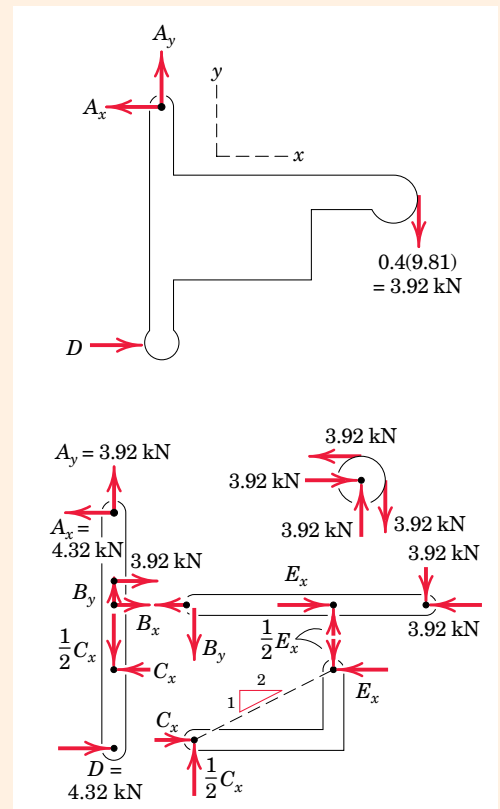 A_y
y
A_x
x
0.4(9.81)
= 3.92 kN
D
A_y = 3.92 kN
3.92 kN
3.92 kN
A_x =
4.32 kN
3.92 kN
3.92 kN
3.92 kN
3.92 kN
E_x
B_y
B_x
1/2 E_x
3.92 kN
B_y
1/2 C_x
C_x
2
1
E_x
C_x
D =
4.32 kN
1/2 C_x